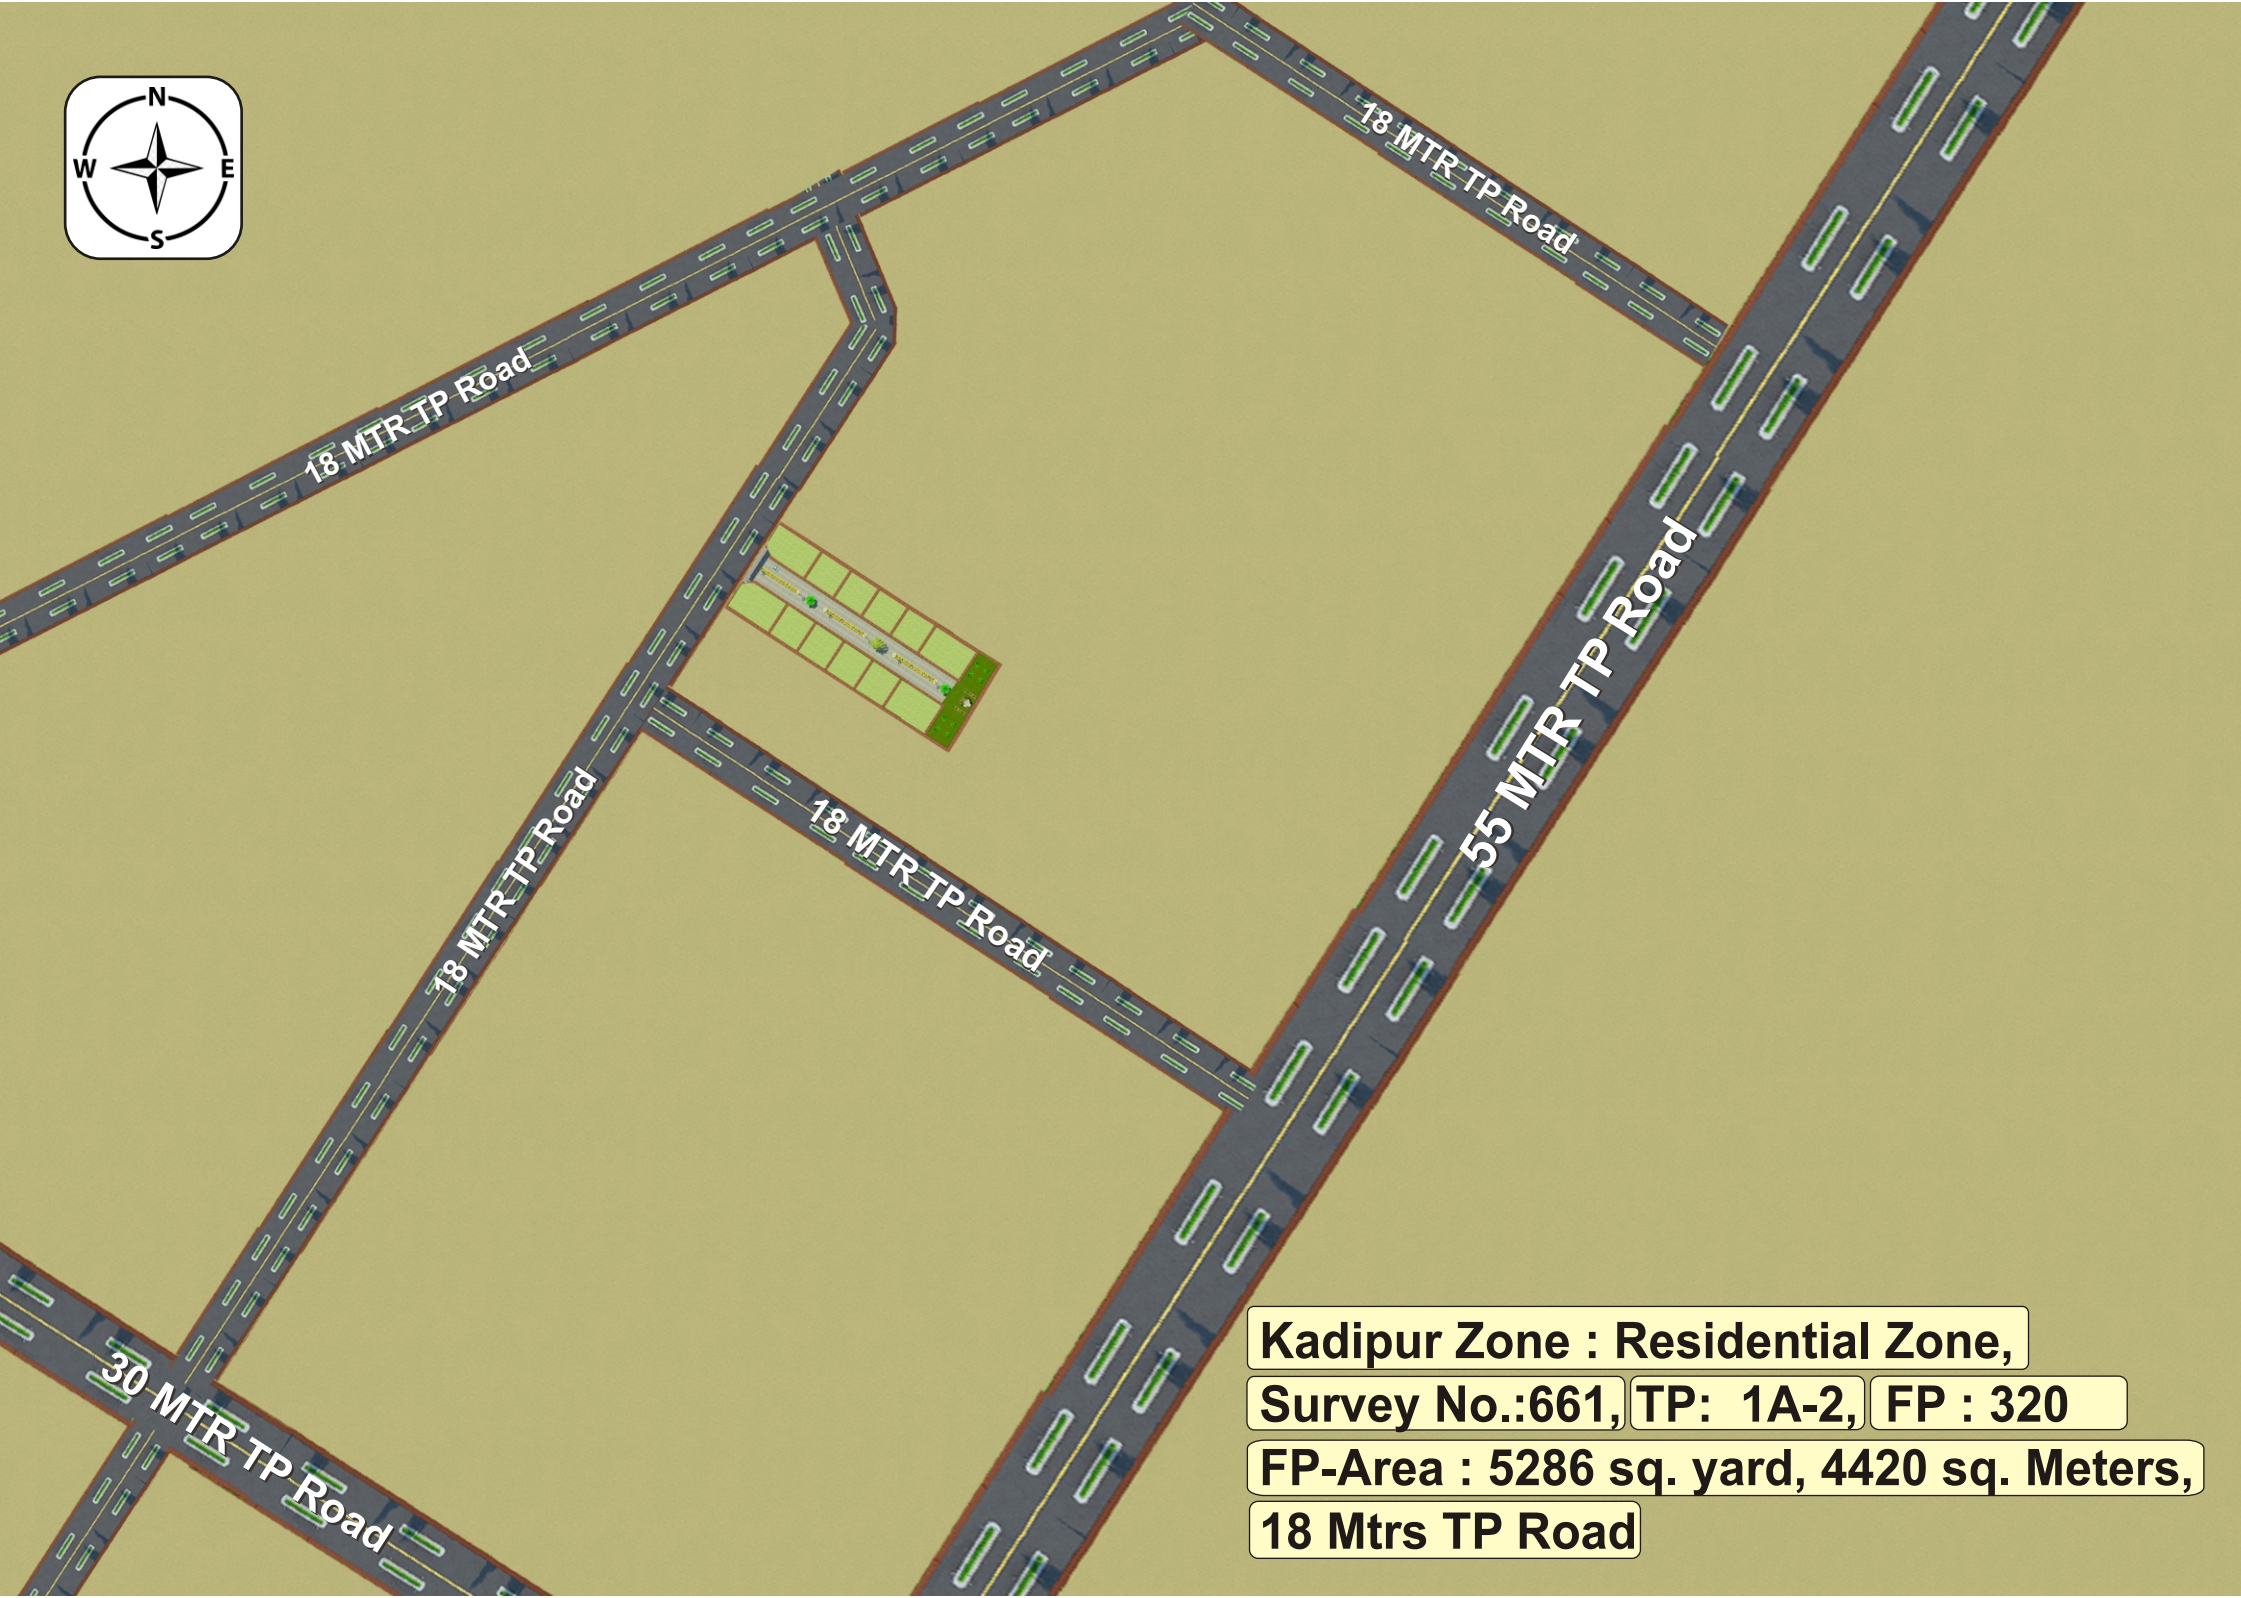 N
W E
S
18 MTR TP Road
18 MTR TP Road
55 MTR TP Road
18 MTR TP Road
18 MTR TP Road
30 MTR TP Road
Kadipur Zone : Residential Zone,
Survey No.:661, TP: 1A-2, FP : 320
FP-Area : 5286 sq. yard, 4420 sq. Meters,
18 Mtrs TP Road